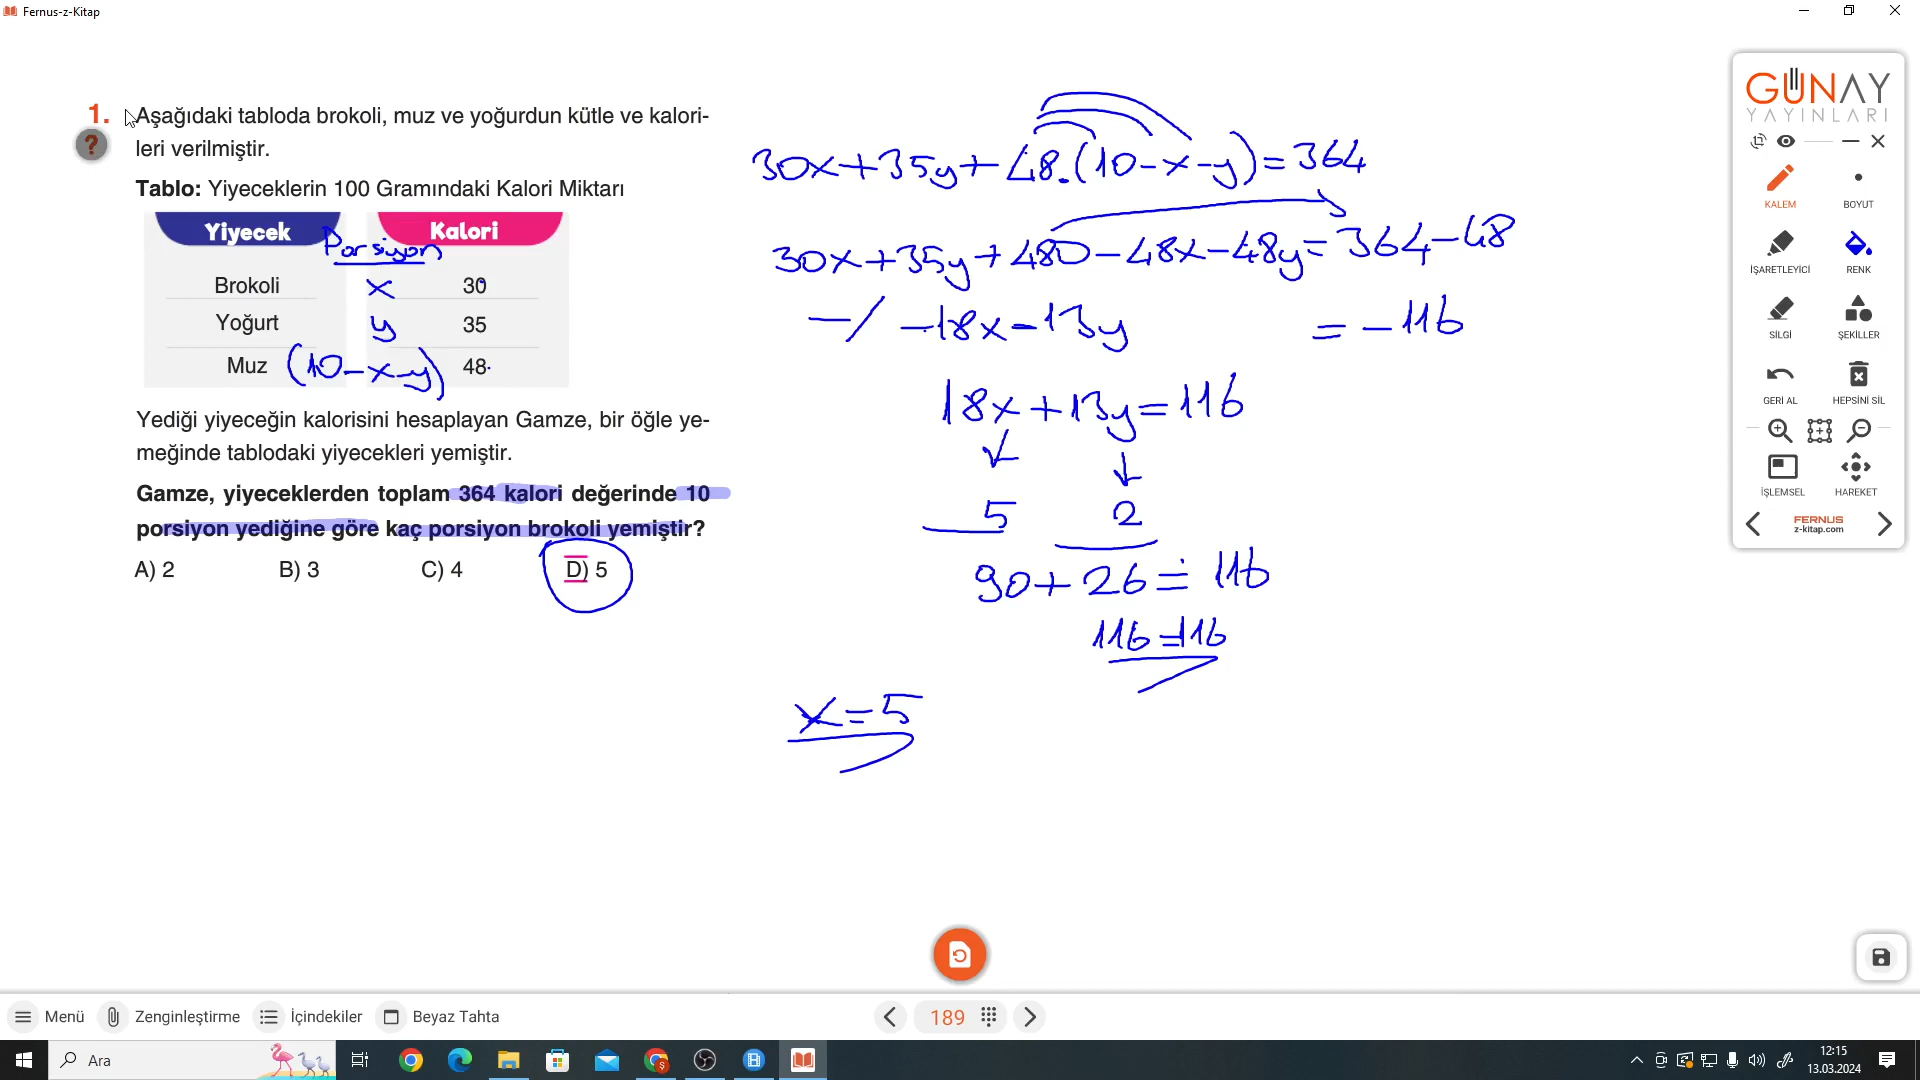 Fernus-z-Kitap
1. Aşağıdaki tabloda brokoli, muz ve yoğurdun kütle ve kalori-
leri verilmiştir.
?
Tablo: Yiyeceklerin 100 Gramındaki Kalori Miktarı
Yiyecek Porsiyon Kalori
Brokoli x 30
Yoğurt y 35
Muz (10-x-y) 48
Yediği yiyeceğin kalorisini hesaplayan Gamze, bir öğle ye-
meğinde tablodaki yiyecekleri yemiştir.
Gamze, yiyeceklerden toplam 364 kalori değerinde 10
porsiyon yediğine göre kaç porsiyon brokoli yemiştir?
A) 2 B) 3 C) 4 D) 5
30x+35y+48.(10-x-y)=364
30x+35y+480-48x-48y=364-48
-/ -18x-13y = -116
18x+13y=116
5 2
90+26=116
116=116
x=5
GÜNAY
YAYINLARI
KALEM BOYUT
İŞARETLEYİCİ RENK
SİLGİ ŞEKİLLER
GERİ AL HEPSİNİ SİL
İŞLEMSEL HAREKET
FERNUS
z-kitap.com
Menü Zenginleştirme İçindekiler Beyaz Tahta 189
Ara
12:15
13.03.2024